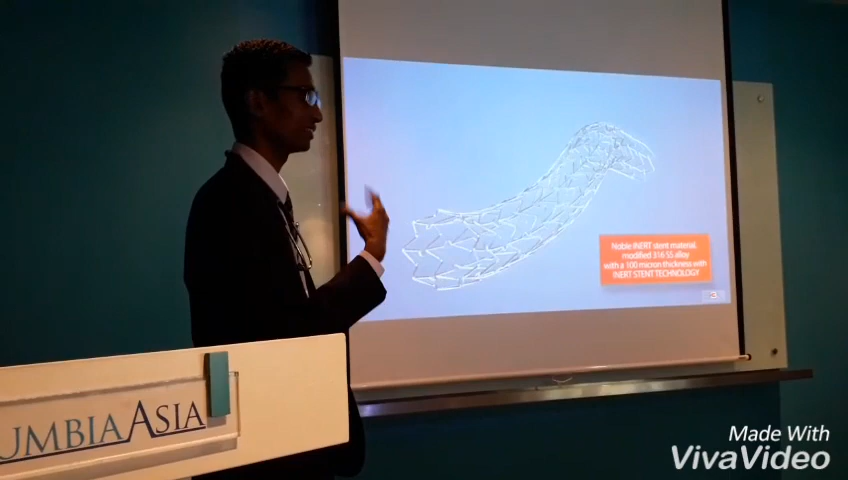 Noble iNERT stent material,
modified 316 SS alloy
with a 100 micron thickness with
INERT STENT TECHNOLOGY
3
UMBIA ASIA
Made With
VivaVideo